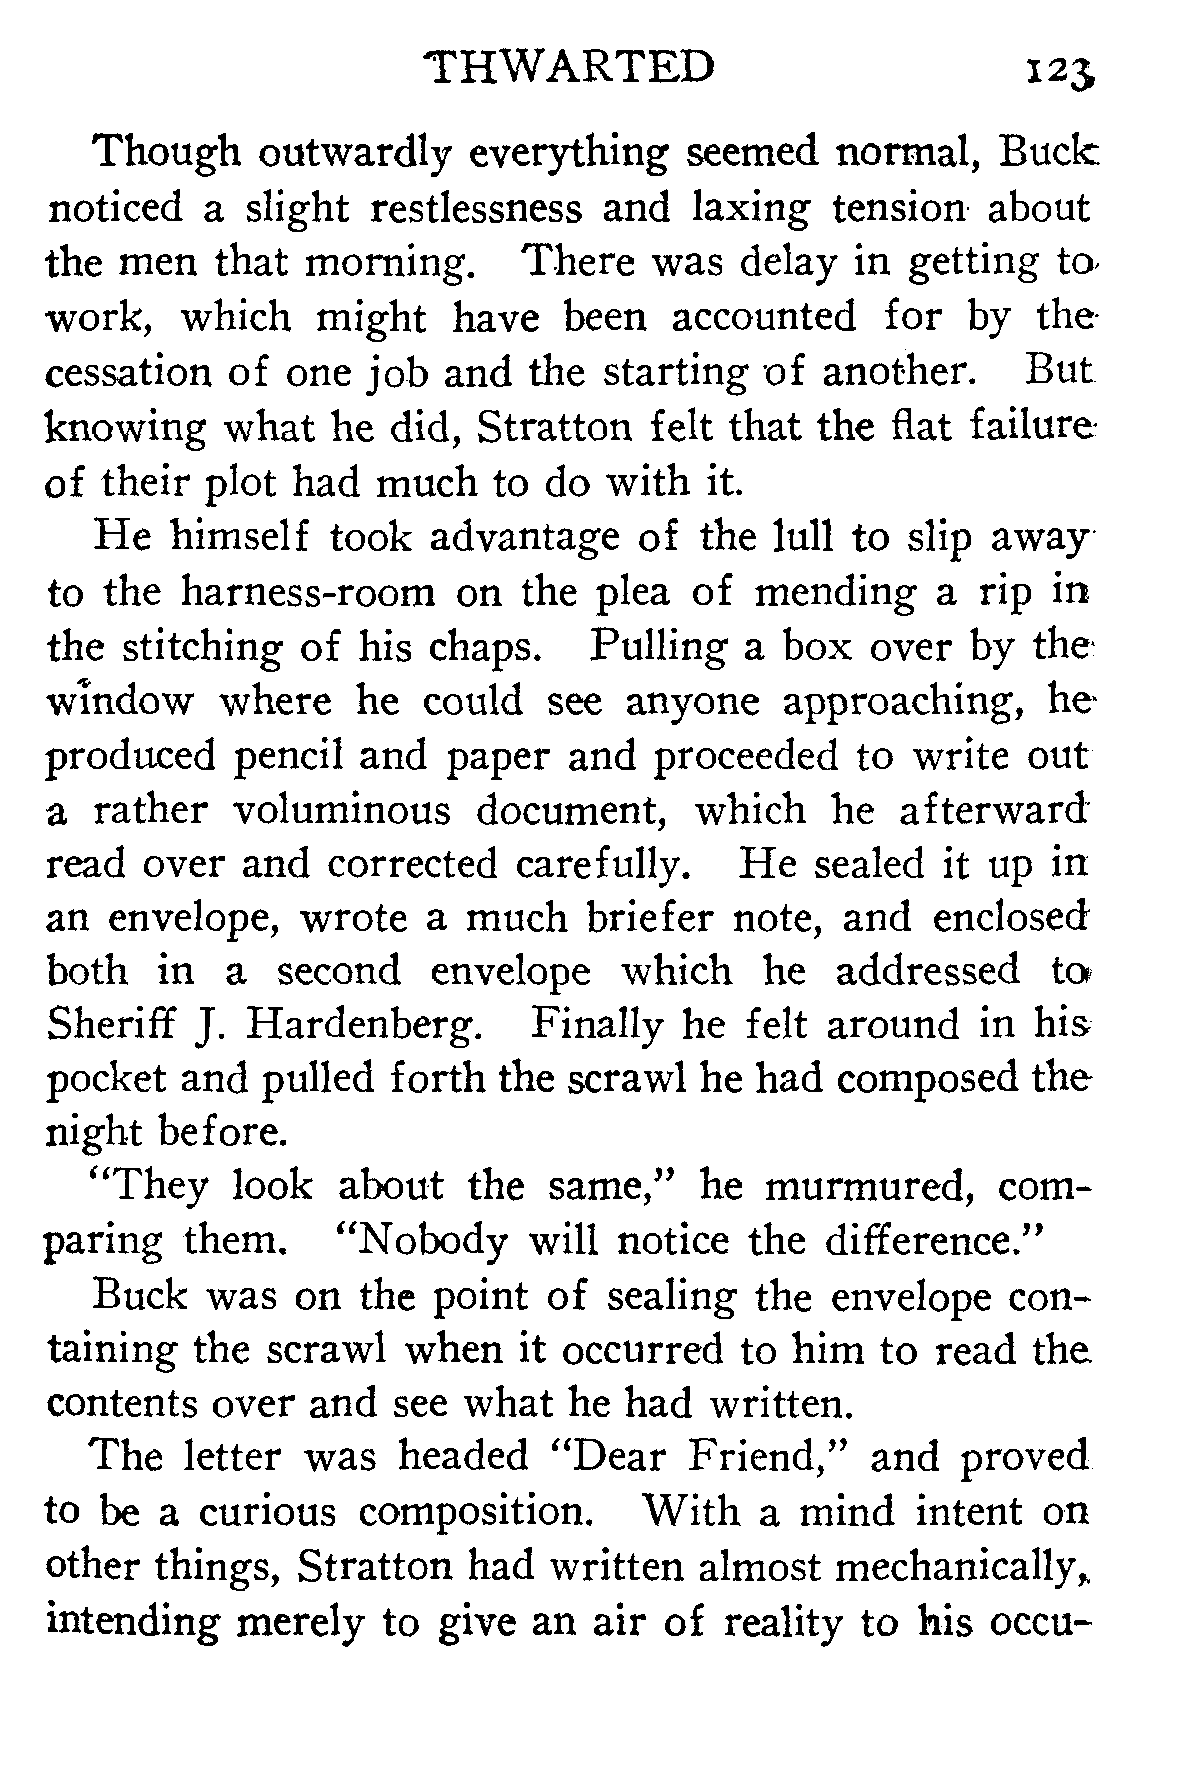 THWARTED 123
Though outwardly everything seemed normal, Buck
noticed a slight restlessness and laxing tension about
the men that morning. There was delay in getting to
work, which might have been accounted for by the
cessation of one job and the starting of another. But
knowing what he did, Stratton felt that the flat failure
of their plot had much to do with it.
He himself took advantage of the lull to slip away
to the harness-room on the plea of mending a rip in
the stitching of his chaps. Pulling a box over by the
window where he could see anyone approaching, he
produced pencil and paper and proceeded to write out
a rather voluminous document, which he afterward
read over and corrected carefully. He sealed it up in
an envelope, wrote a much briefer note, and enclosed
both in a second envelope which he addressed to
Sheriff J. Hardenberg. Finally he felt around in his
pocket and pulled forth the scrawl he had composed the
night before.
“They look about the same,” he murmured, com-
paring them. “Nobody will notice the difference.”
Buck was on the point of sealing the envelope con-
taining the scrawl when it occurred to him to read the
contents over and see what he had written.
The letter was headed “Dear Friend,” and proved
to be a curious composition. With a mind intent on
other things, Stratton had written almost mechanically,
intending merely to give an air of reality to his occu-